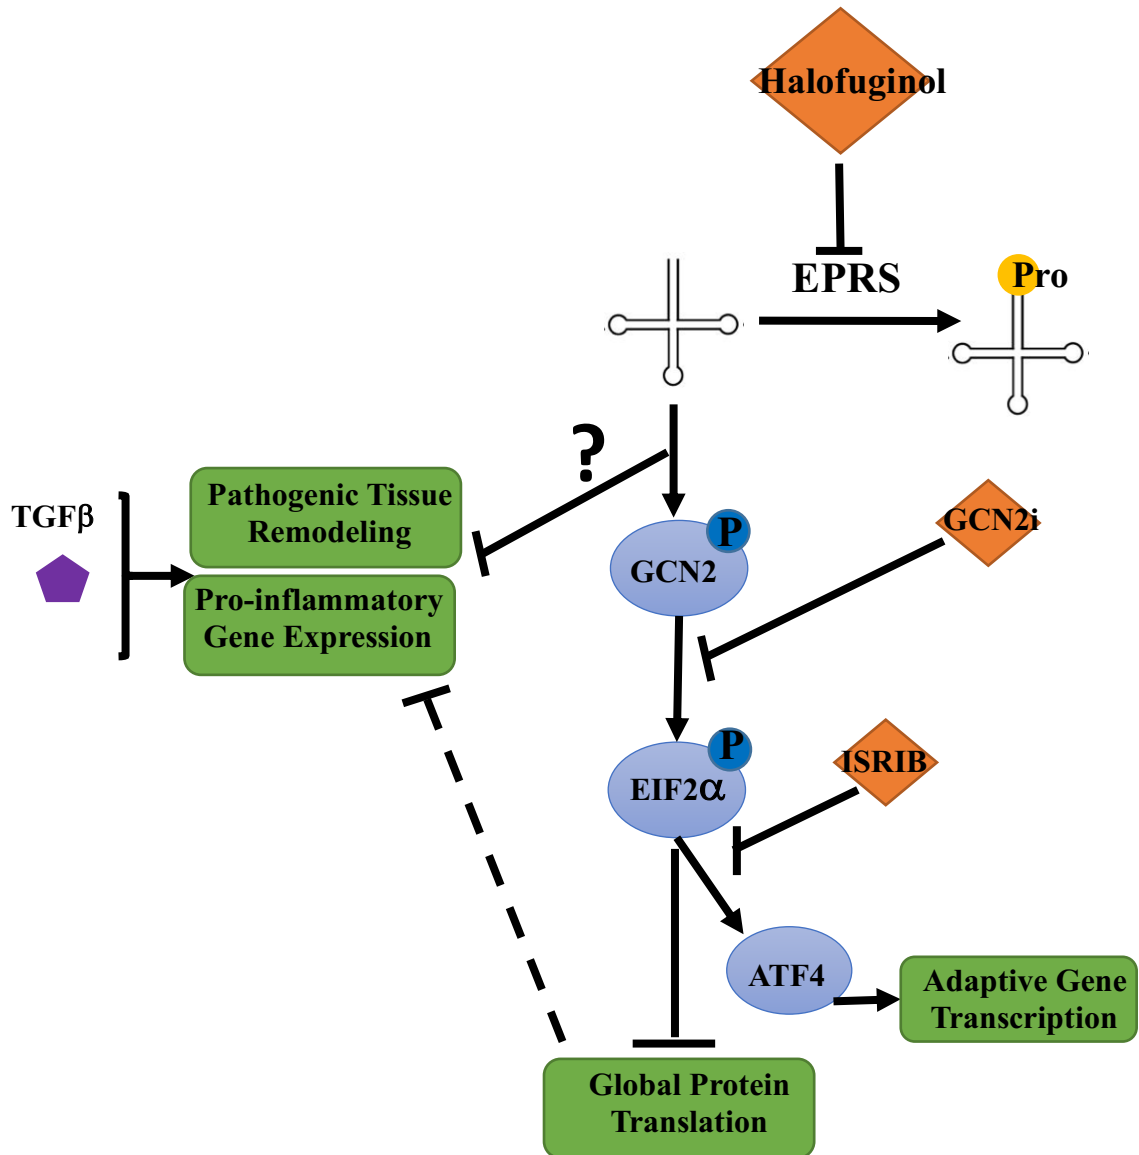 Halofuginol
EPRS
Pro
?
TGFβ
Pathogenic Tissue
Remodeling
Pro-inflammatory
Gene Expression
P
GCN2
GCN2i
P
EIF2α
ISRIB
ATF4
Adaptive Gene
Transcription
Global Protein
Translation